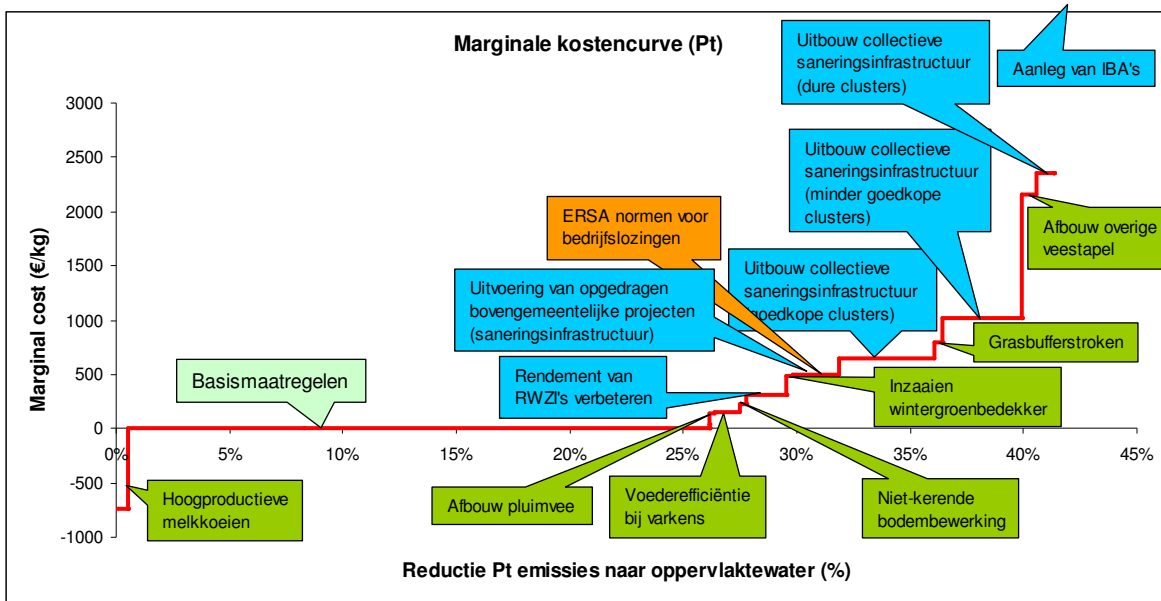 Marginale kostencurve (Pt)
Uitbouw collectieve
saneringsinfrastructuur
(dure clusters)
Aanleg van IBA's
Uitbouw collectieve
saneringsinfrastructuur
(minder goedkope
clusters)
ERSA normen voor
bedrijfslozingen
Afbouw overige
veestapel
Uitvoering van opgedragen
bovengemeentelijke projecten
(saneringsinfrastructuur)
Uitbouw collectieve
saneringsinfrastructuur
goedkope clusters)
Grasbufferstroken
Basismaatregelen
Rendement van
RWZI's verbeteren
Inzaaien
wintergroenbedekker
Hoogproductieve
melkkoeien
Afbouw pluimvee
Voederefficiëntie
bij varkens
Niet-kerende
bodembewerking
Marginal cost (€/kg)
3000
2500
2000
1500
1000
500
0
-500
-1000
0%
5%
10%
15%
20%
25%
30%
35%
40%
45%
Reductie Pt emissies naar oppervlaktewater (%)